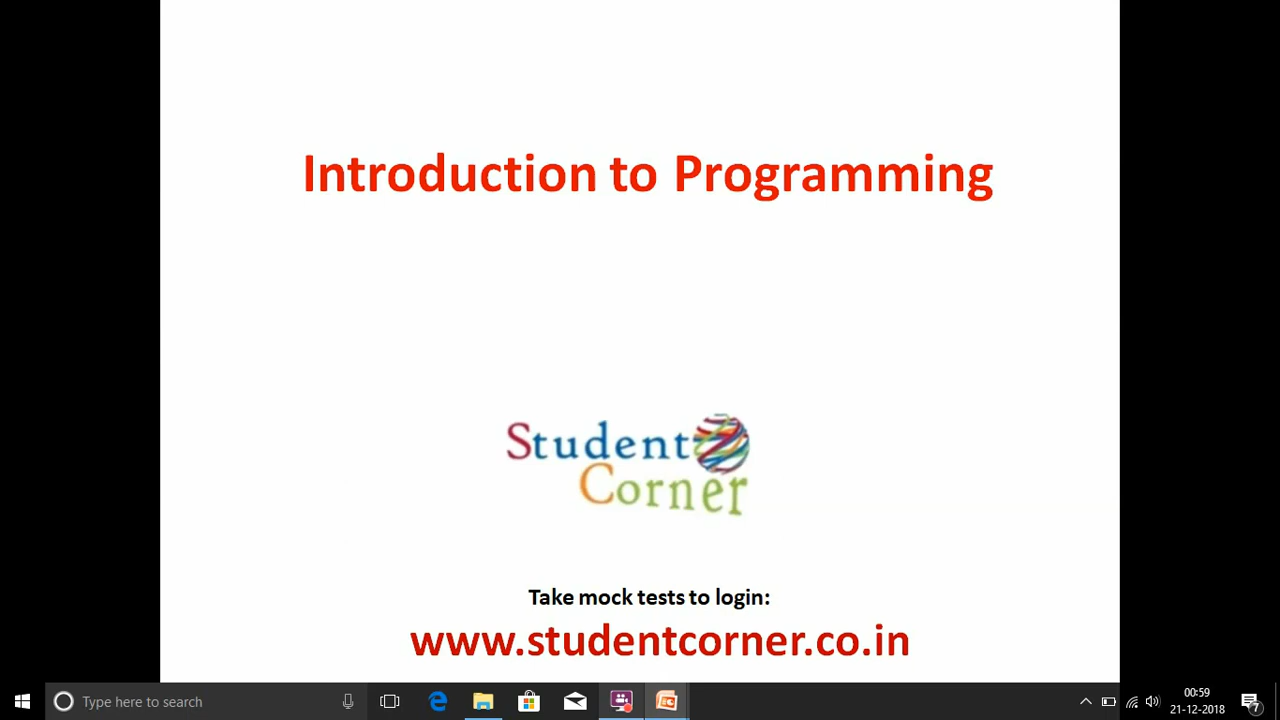 Introduction to Programming
Student
Corner
Take mock tests to login:
www.studentcorner.co.in
Type here to search
00:59
21-12-2018
7